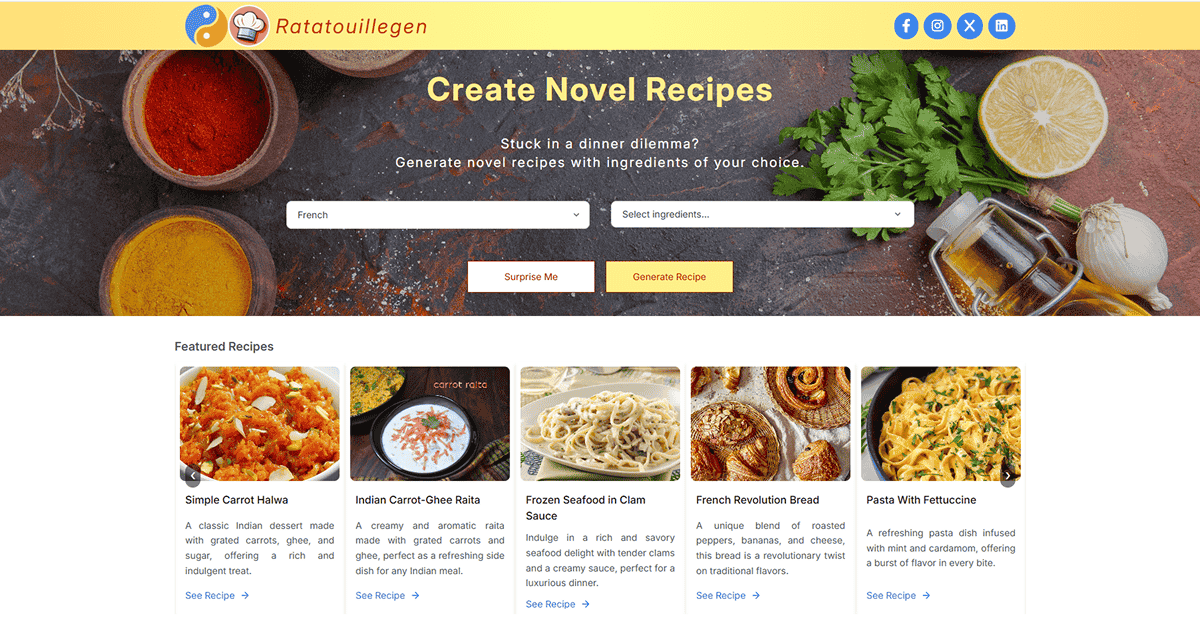 Ratatouillegen
Create Novel Recipes
Stuck in a dinner dilemma?
Generate novel recipes with ingredients of your choice.
French
Select ingredients...
Surprise Me
Generate Recipe
Featured Recipes
carrot raita
Simple Carrot Halwa
A classic Indian dessert made
with grated carrots, ghee, and
sugar, offering a rich and
indulgent treat.
See Recipe →
Indian Carrot-Ghee Raita
A creamy and aromatic raita
made with grated carrots and
ghee, perfect as a refreshing side
dish for any Indian meal.
See Recipe →
Frozen Seafood in Clam
Sauce
Indulge in a rich and savory
seafood delight with tender clams
and a creamy sauce, perfect for a
luxurious dinner.
See Recipe →
French Revolution Bread
A unique blend of roasted
peppers, bananas, and cheese,
this bread is a revolutionary twist
on traditional flavors.
See Recipe →
Pasta With Fettuccine
A refreshing pasta dish infused
with mint and cardamom, offering
a burst of flavor in every bite.
See Recipe →